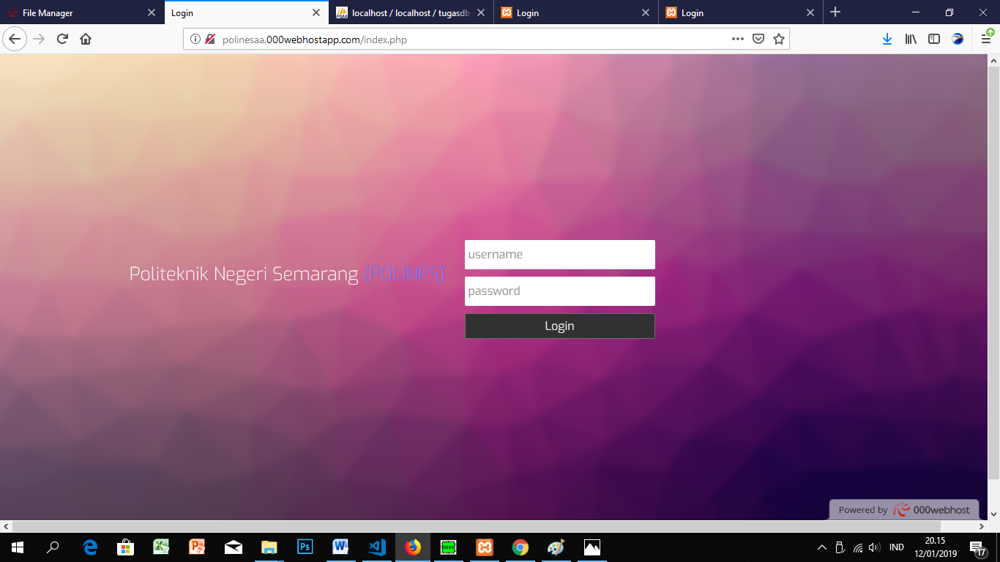 File Manager
Login
localhost / localhost / tugasdb
Login
Login
polinesaa.000webhostapp.com/index.php
username
Politeknik Negeri Semarang (POLINES)
password
Login
Powered by 000webhost
IND
20.15
12/01/2019
17